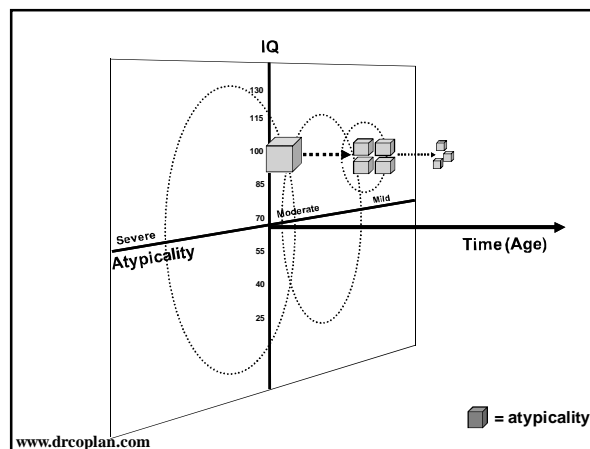 IQ
130
115
100
85
Mild
Moderate
70
Severe
Time (Age)
55
Atypicality
40
25
= atypicality
www.drcoplan.com